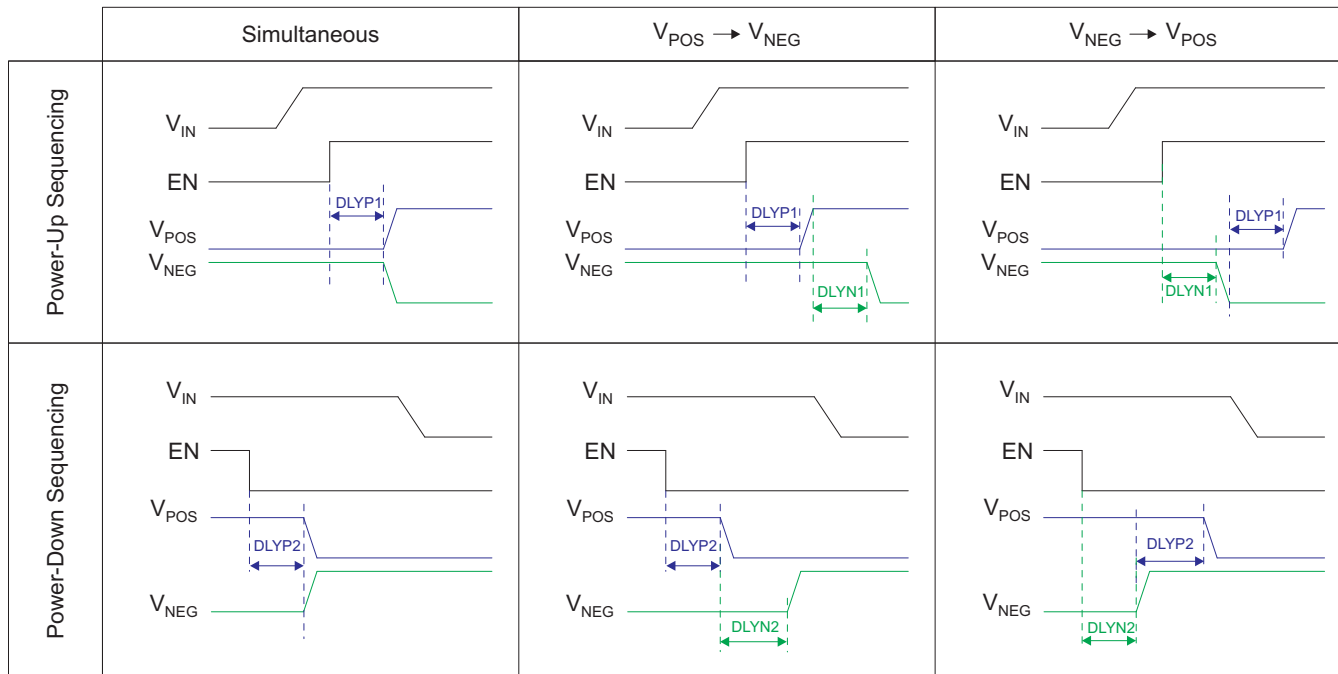 Simultaneous
VPOS → VNEG
VNEG → VPOS
Power-Up Sequencing
VIN
EN
DLYP1
VPOS
VNEG
VIN
EN
DLYP1
VPOS
VNEG
DLYN1
VIN
EN
DLYP1
VPOS
VNEG
DLYN1
Power-Down Sequencing
VIN
EN
VPOS
DLYP2
VNEG
VIN
EN
VPOS
DLYP2
VNEG
DLYN2
VIN
EN
VPOS
DLYP2
VNEG
DLYN2